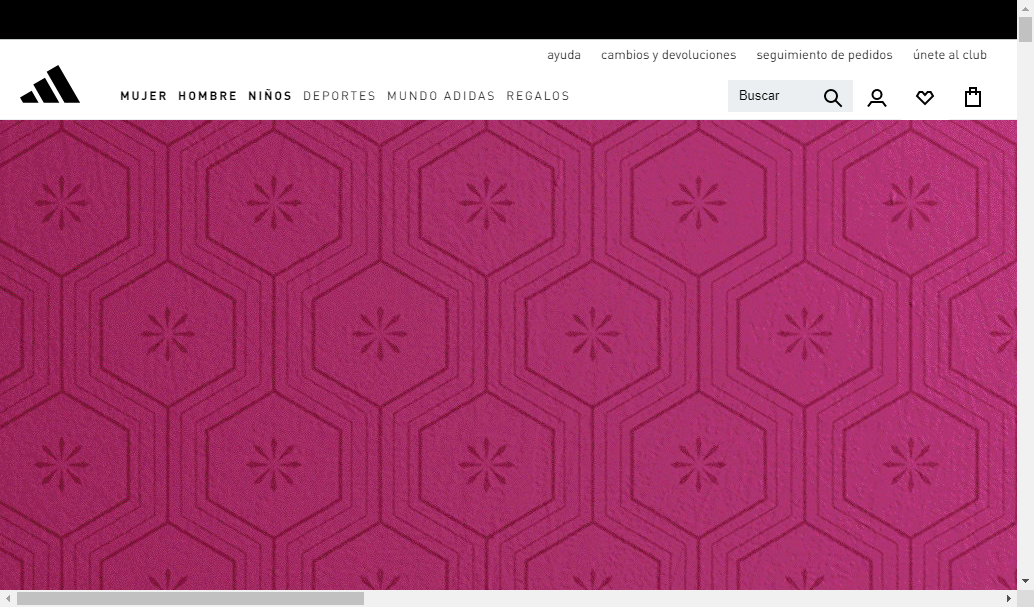 ayuda cambios y devoluciones seguimiento de pedidos únete al club
MUJER HOMBRE NIÑOS DEPORTES MUNDO ADIDAS REGALOS
Buscar